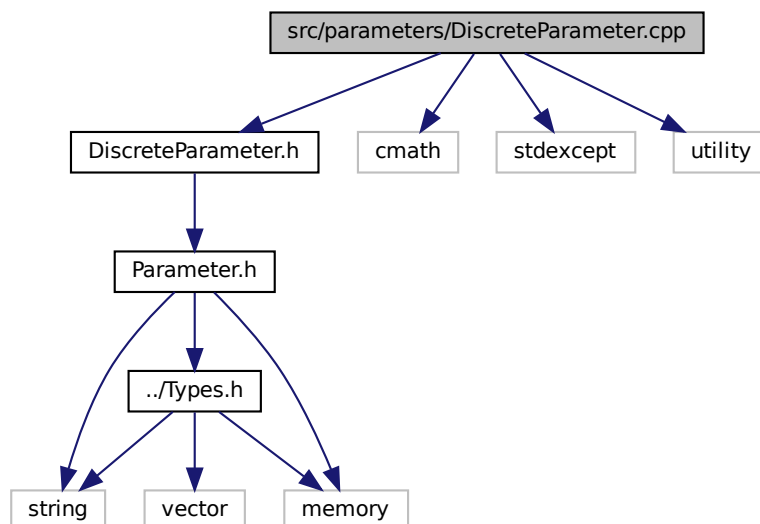 src/parameters/DiscreteParameter.cpp
DiscreteParameter.h
cmath
stdexcept
utility
Parameter.h
../Types.h
string
vector
memory